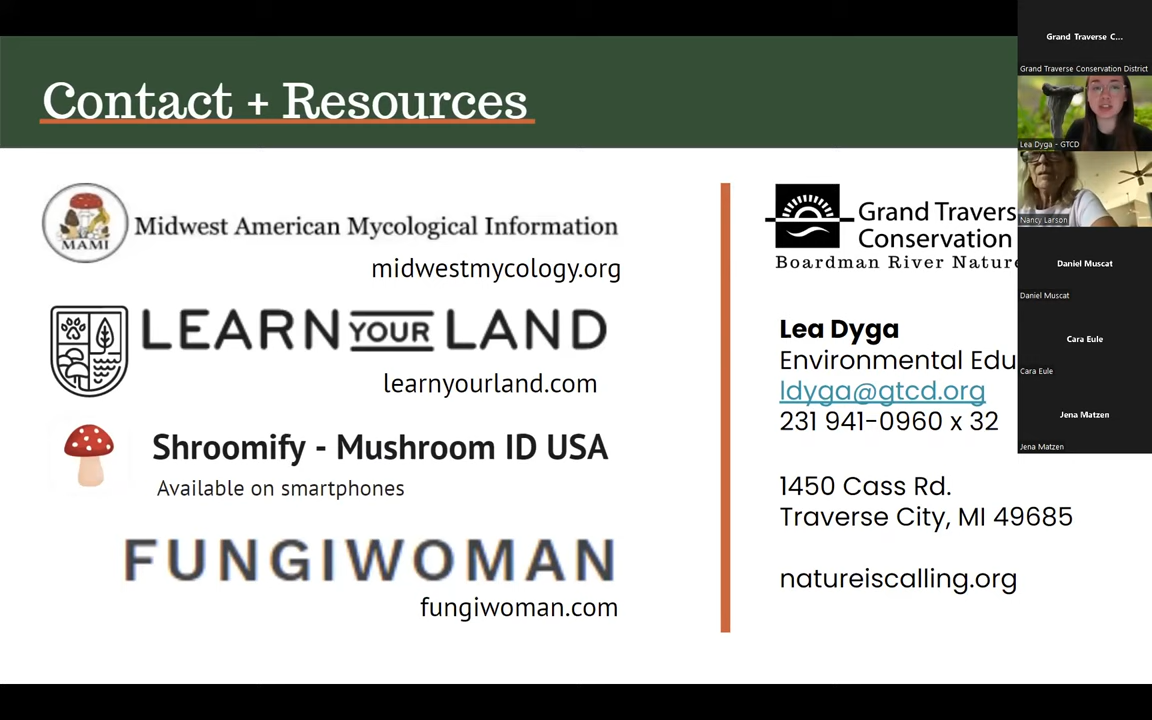 Contact + Resources
MAMI
Midwest American Mycological Information
midwestmycology.org
LEARN YOUR LAND
learnyourland.com
Shroomify - Mushroom ID USA
Available on smartphones
FUNGIWOMAN
fungiwoman.com
Grand Travers
Conservation
Boardman River Nature
Lea Dyga
Environmental Edu
ldyga@gtcd.org
231 941-0960 x 32
1450 Cass Rd.
Traverse City, MI 49685
natureiscalling.org
Grand Traverse C...
Grand Traverse Conservation District
Lea Dyga - GTCD
Nancy Larson
Daniel Muscat
Daniel Muscat
Cara Eule
Cara Eule
Jena Matzen
Jena Matzen